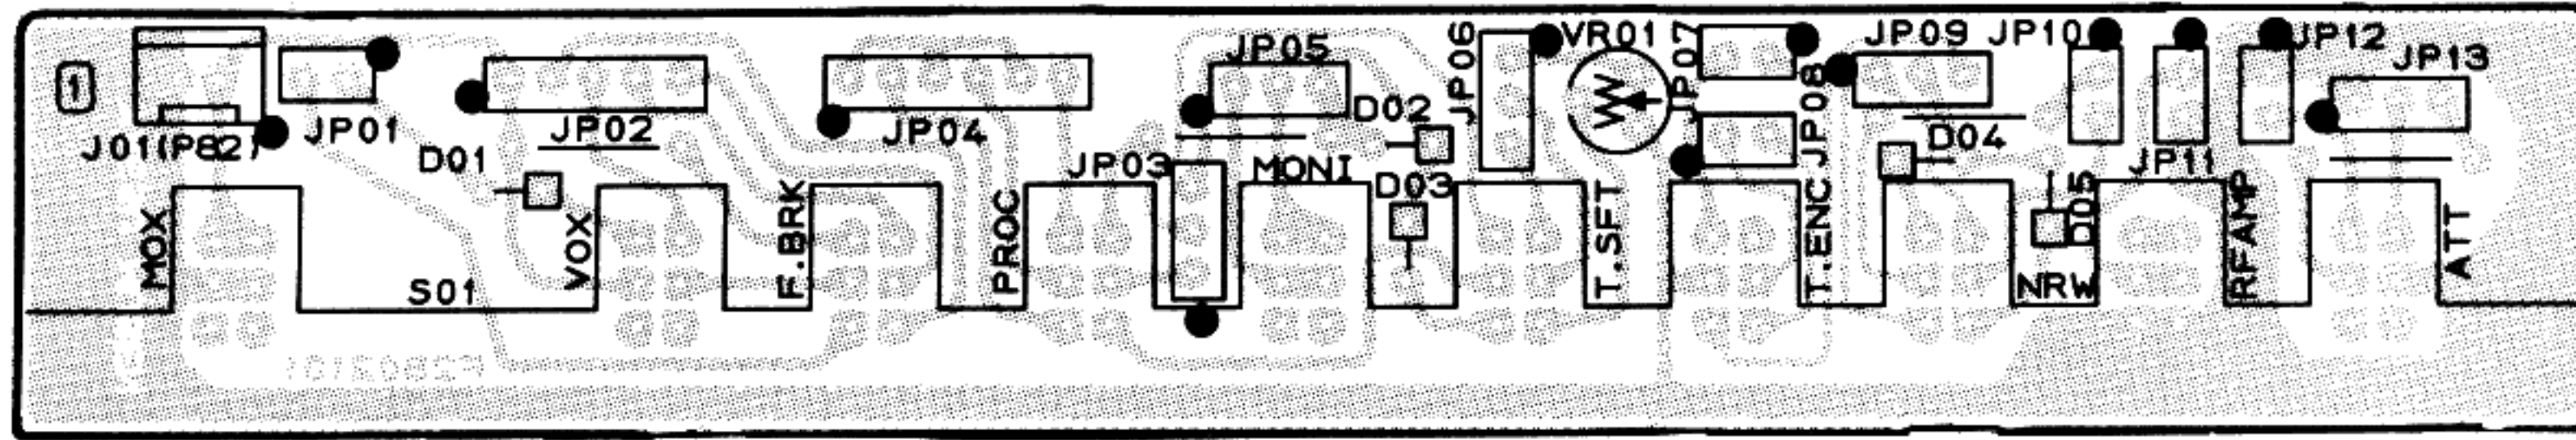 1
J01(P82)
JP01
D01
JP02
JP04
JP05
D02
JP06
VR01
JP07
JP08
JP09
JP10
JP12
JP13
D04
JP03
MONI
D03
JP11
D05
MOX
S01
VOX
F.BRK
PROC
T.SFT
T.ENC
NRW
RFAMP
ATT